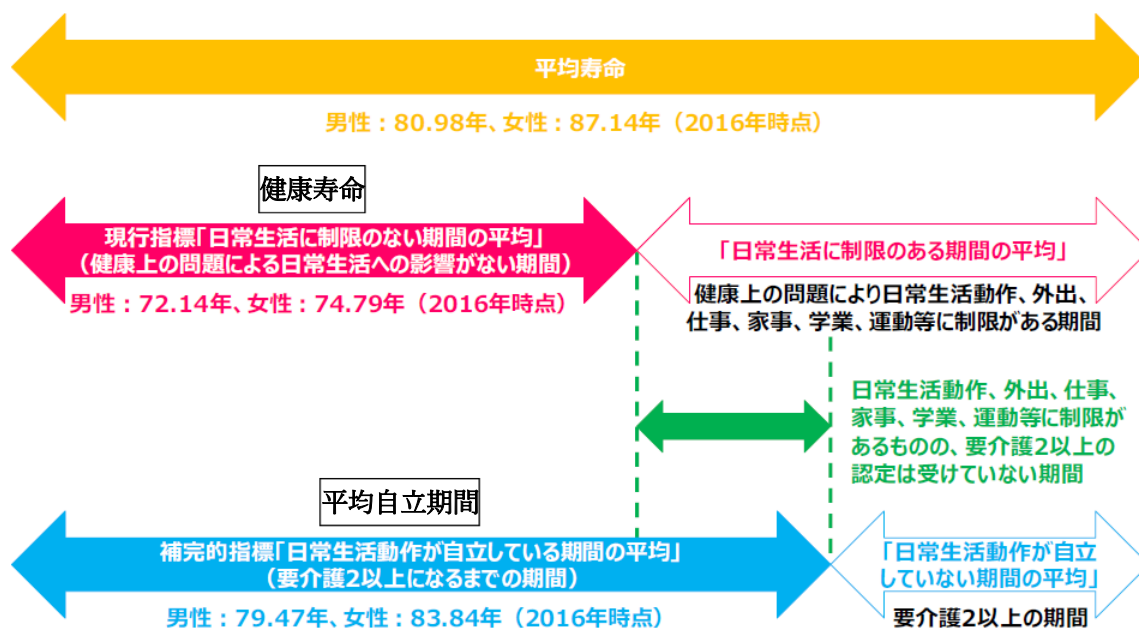 平均寿命
男性：80.98年、女性：87.14年（2016年時点）
健康寿命
現行指標「日常生活に制限のない期間の平均」
（健康上の問題による日常生活への影響がない期間）
男性：72.14年、女性：74.79年（2016年時点）
「日常生活に制限のある期間の平均」
健康上の問題により日常生活動作、外出、
仕事、家事、学業、運動等に制限がある期間
日常生活動作、外出、仕事、
家事、学業、運動等に制限が
あるものの、要介護2以上の
認定は受けていない期間
平均自立期間
補完的指標「日常生活動作が自立している期間の平均」
（要介護2以上になるまでの期間）
男性：79.47年、女性：83.84年（2016年時点）
「日常生活動作が自立
していない期間の平均」
要介護2以上の期間